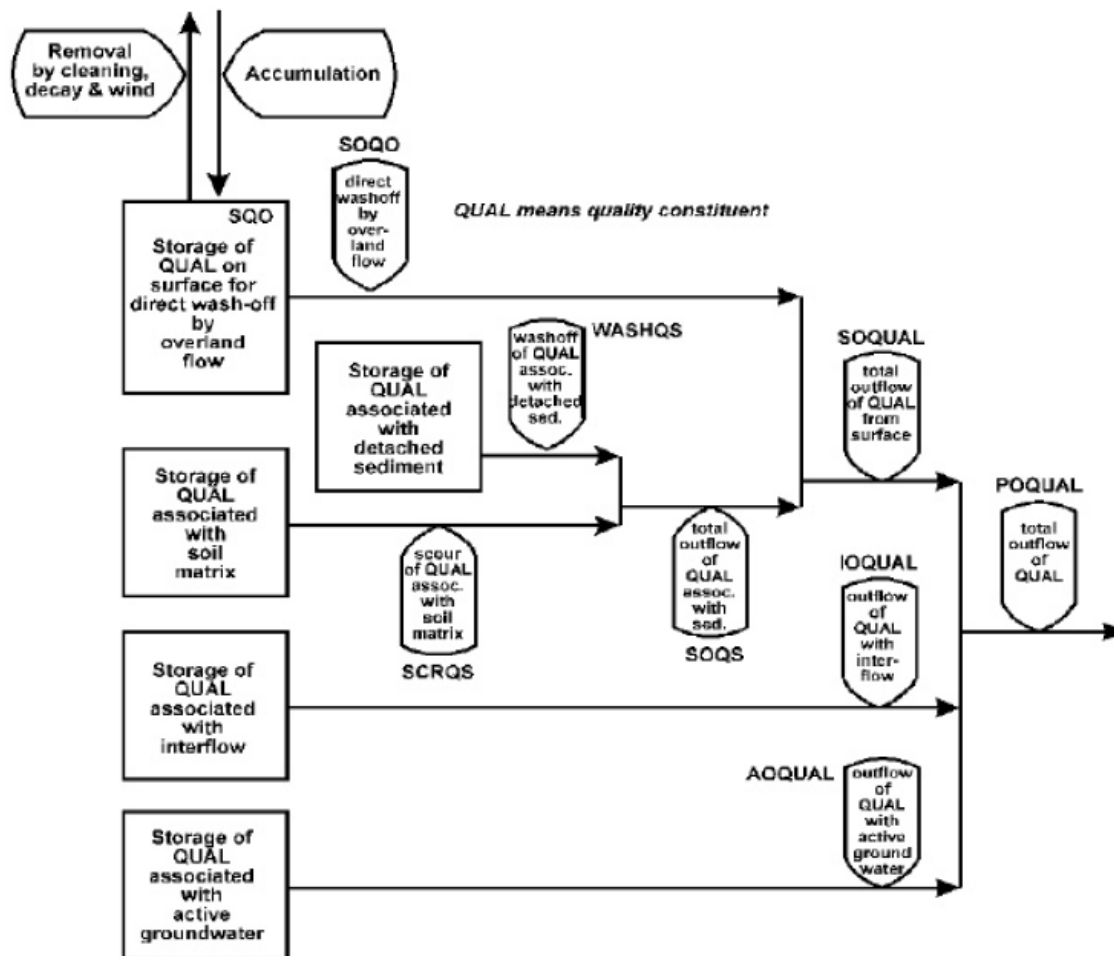 Removal
by cleaning,
decay & wind
Accumulation
SOQO
direct
washoff
by
over-
land
flow
QUAL means quality constituent
SQO
Storage of
QUAL on
surface for
direct wash-off
by
overland
flow
WASHQS
washoff
of QUAL
assoc.
with
detached
sed.
Storage of
QUAL
associated
with
detached
sediment
SOQUAL
total
outflow
of QUAL
from
surface
Storage of
QUAL
associated
with
soil
matrix
scour
of QUAL
assoc.
with soil
matrix
SCRQS
total
outflow
of
QUAL
assoc.
with
sed.
SOQS
POQUAL
total
outflow
of
QUAL
IOQUAL
outflow
of
QUAL
with
inter-
flow
Storage of
QUAL
associated
with
interflow
AOQUAL
outflow
of
QUAL
with
active
ground
water
Storage of
QUAL
associated
with
active
groundwater